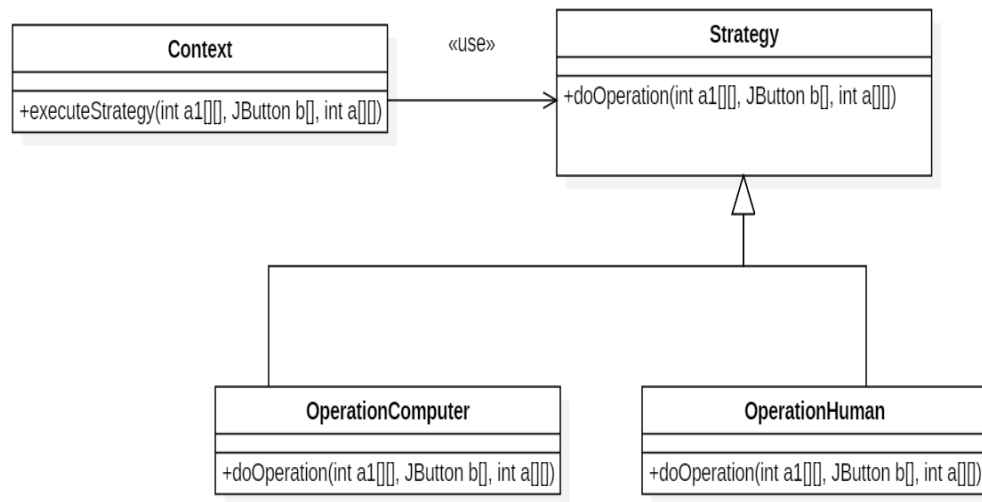 Context
+executeStrategy(int a1[][], JButton b[], int a[][])
«use»
Strategy
+doOperation(int a1[][], JButton b[], int a[][])
OperationComputer
+doOperation(int a1[][], JButton b[], int a[][])
OperationHuman
+doOperation(int a1[][], JButton b[], int a[][])